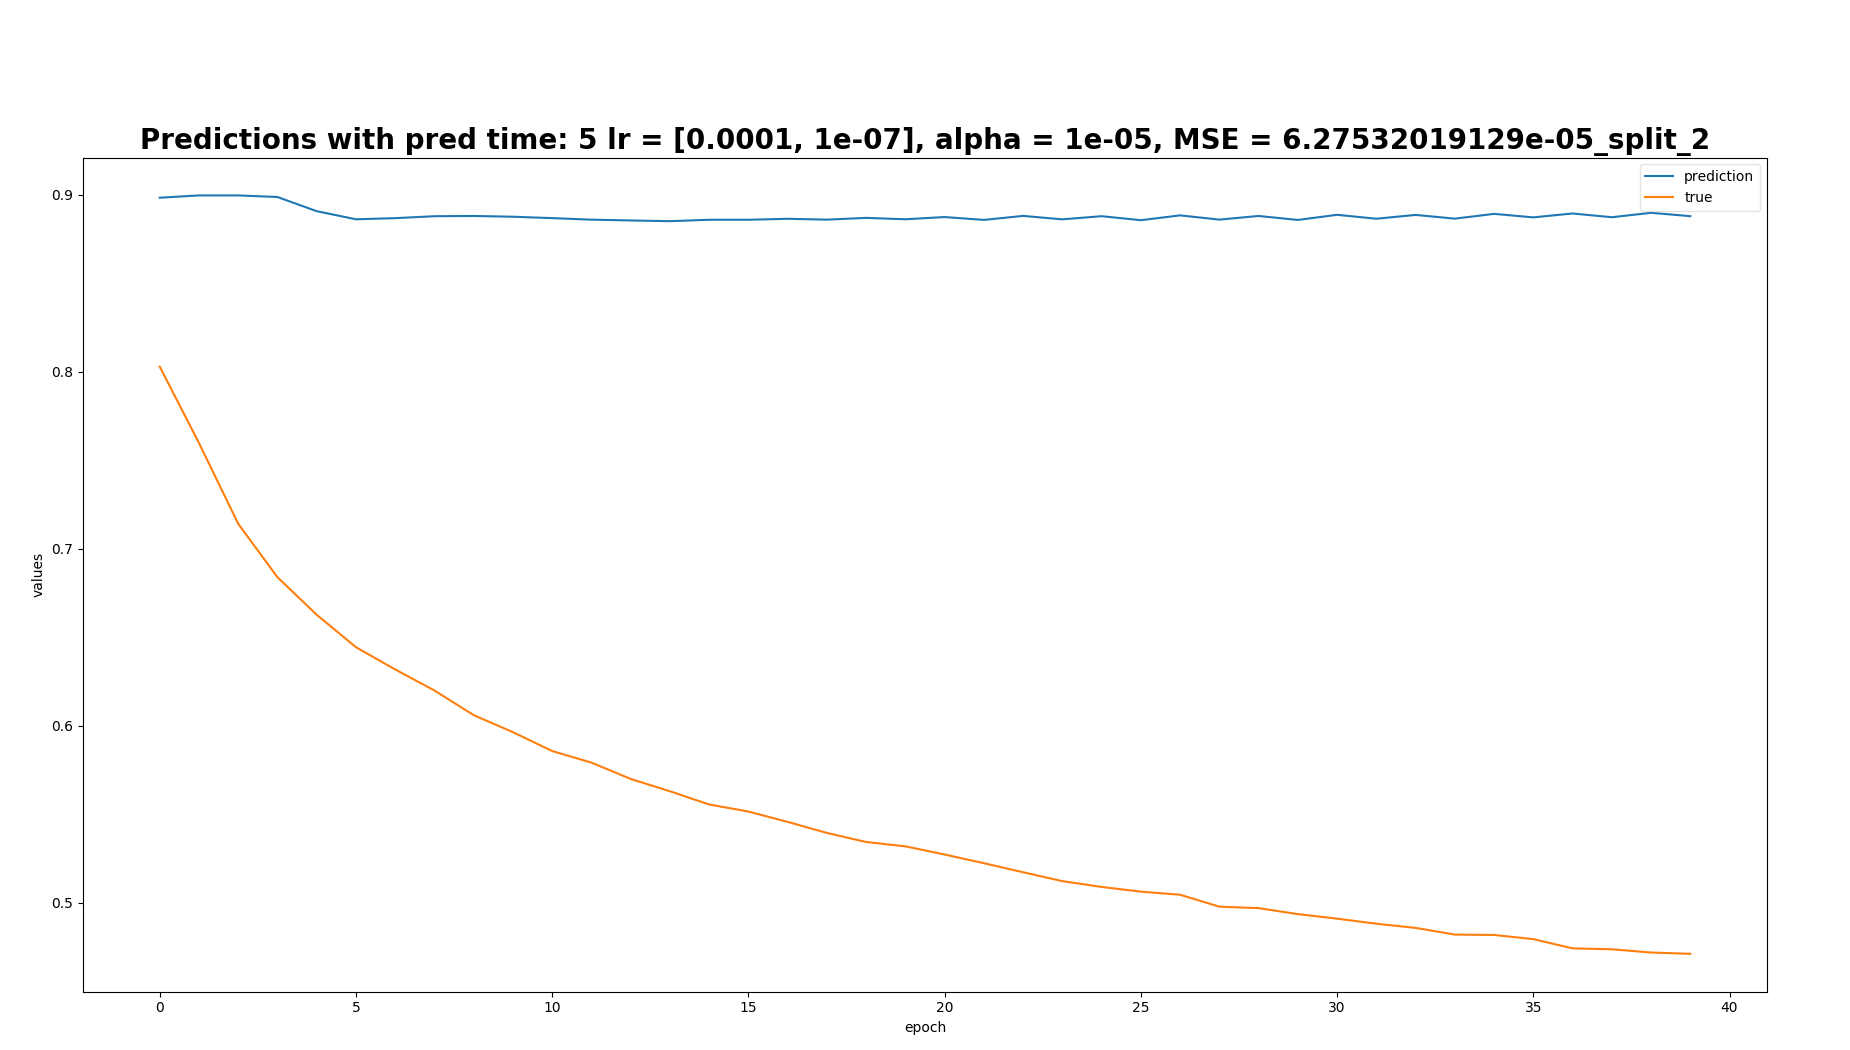 Predictions with pred time: 5 lr = [0.0001, 1e-07], alpha = 1e-05, MSE = 6.27532019129e-05_split_2
prediction
true
0.9
0.8
0.7
0.6
0.5
values
0 5 10 15 20 25 30 35 40
epoch